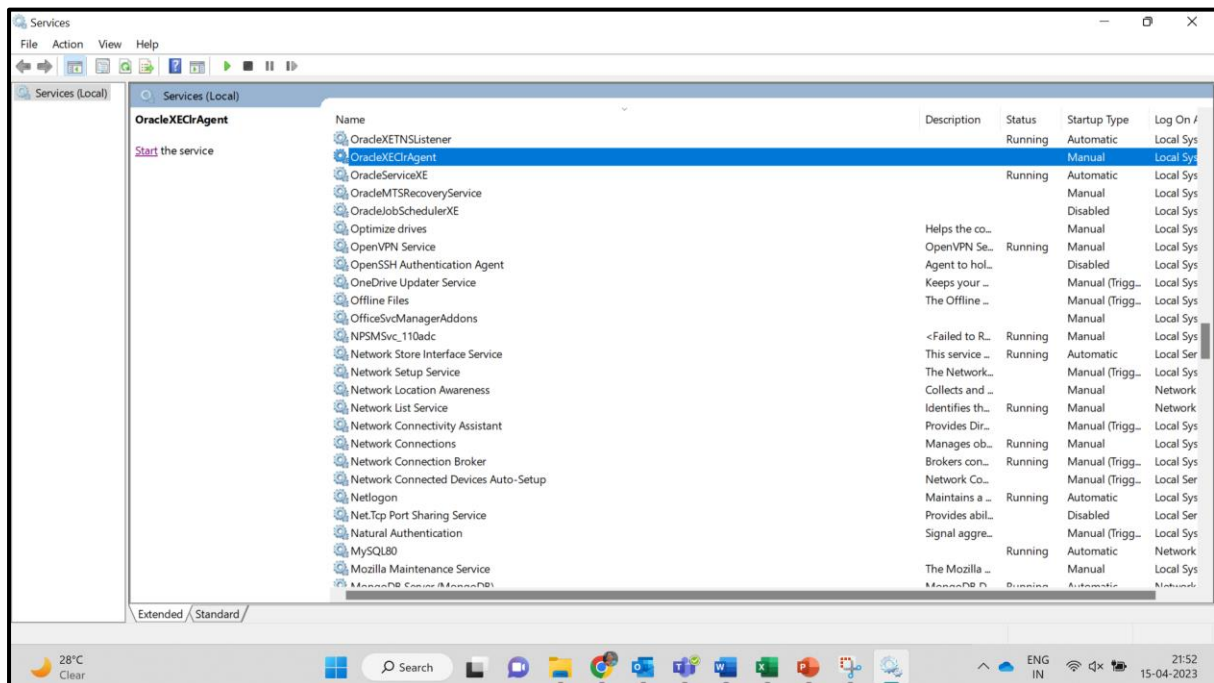 Services
File Action View Help
Services (Local)
Services (Local)
OracleXEClrAgent
Start the service
Name Description Status Startup Type Log On A
OracleXETNSListener Running Automatic Local Sys
OracleXEClrAgent Manual Local Sys
OracleServiceXE Running Automatic Local Sys
OracleMTSRecoveryService Manual Local Sys
OracleJobSchedulerXE Disabled Local Sys
Optimize drives Helps the co... Manual Local Sys
OpenVPN Service OpenVPN Se... Running Manual Local Sys
OpenSSH Authentication Agent Agent to hol... Disabled Local Sys
OneDrive Updater Service Keeps your ... Manual (Trigg... Local Sys
Offline Files The Offline ... Manual (Trigg... Local Sys
OfficeSvcManagerAddons Manual Local Sys
NPSMSvc_110adc <Failed to R... Running Manual Local Sys
Network Store Interface Service This service ... Running Automatic Local Ser
Network Setup Service The Network... Manual (Trigg... Local Sys
Network Location Awareness Collects and ... Manual Network
Network List Service Identifies th... Running Manual Network
Network Connectivity Assistant Provides Dir... Manual (Trigg... Local Sys
Network Connections Manages ob... Running Manual Local Sys
Network Connection Broker Brokers con... Running Manual (Trigg... Local Sys
Network Connected Devices Auto-Setup Network Co... Manual (Trigg... Local Ser
Netlogon Maintains a ... Running Automatic Local Sys
Net.Tcp Port Sharing Service Provides abil... Disabled Local Ser
Natural Authentication Signal aggre... Manual (Trigg... Local Sys
MySQL80 Running Automatic Network
Mozilla Maintenance Service The Mozilla ... Manual Local Sys
MongoDB Server (MongoDB) MongoDB D... Running Automatic Network
Extended Standard
28°C
Clear
Search
ENG
IN
21:52
15-04-2023